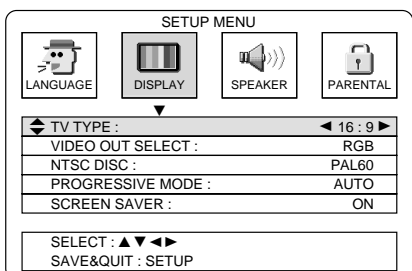 SETUP MENU
LANGUAGE DISPLAY SPEAKER PARENTAL
TV TYPE : 16 : 9
VIDEO OUT SELECT : RGB
NTSC DISC : PAL60
PROGRESSIVE MODE : AUTO
SCREEN SAVER : ON
SELECT : ▲ ▼ ◄ ►
SAVE&QUIT : SETUP